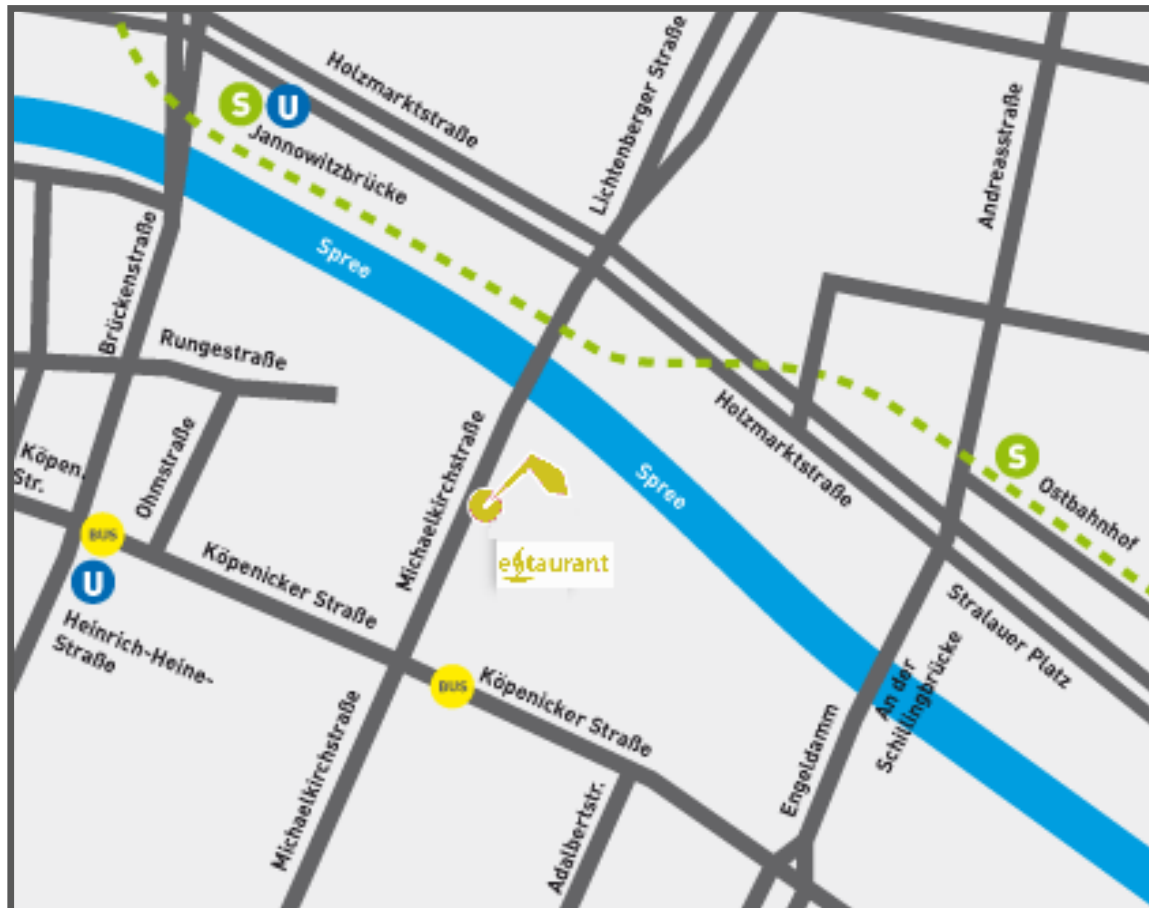 Holzmarktstraße
Lichtenberger Straße
Andreasstraße
S U
Jannowitzbrücke
Spree
Brückenstraße
Rungestraße
Ohmstraße
Köpen.
Str.
Michaelkirchstraße
Holzmarktstraße
Spree
S
Ostbahnhof
BUS
U
Heinrich-Heine-
Straße
Köpenicker Straße
estaurant
BUS
Köpenicker Straße
Stralauer Platz
An der
Schillingbrücke
Engeldamm
Michaelkirchstraße
Adalbertstr.